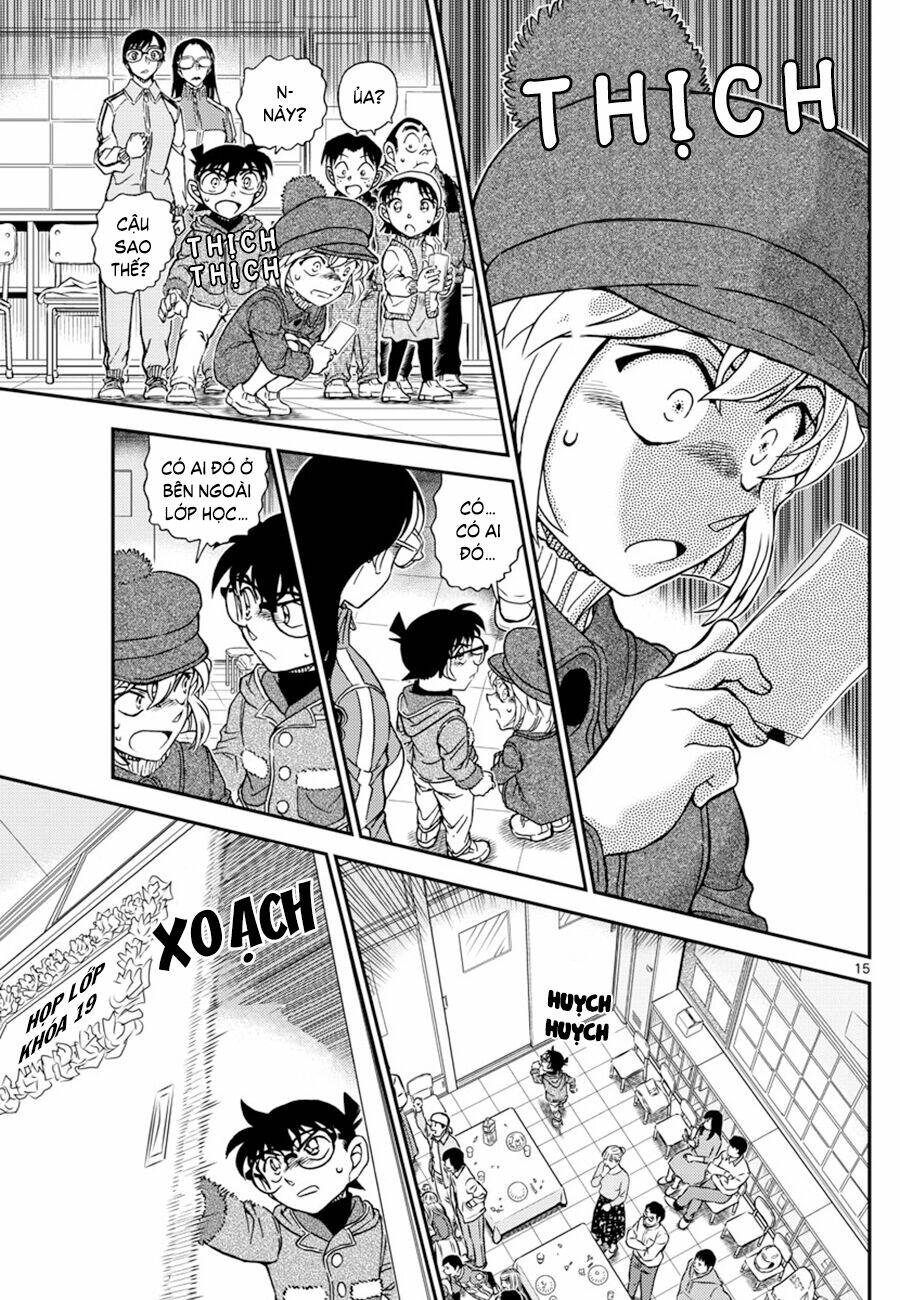 THỊCH
ỦA?
N-
NÀY?
CẬU
SAO
THẾ?
THỊCH
THỊCH
CÓ...
CÓ AI
ĐÓ...
CÓ AI ĐÓ Ở
BÊN NGOÀI
LỚP HỌC...
15
HUỴCH
HUỴCH
XOẠCH
HỌP LỚP
KHÓA 19